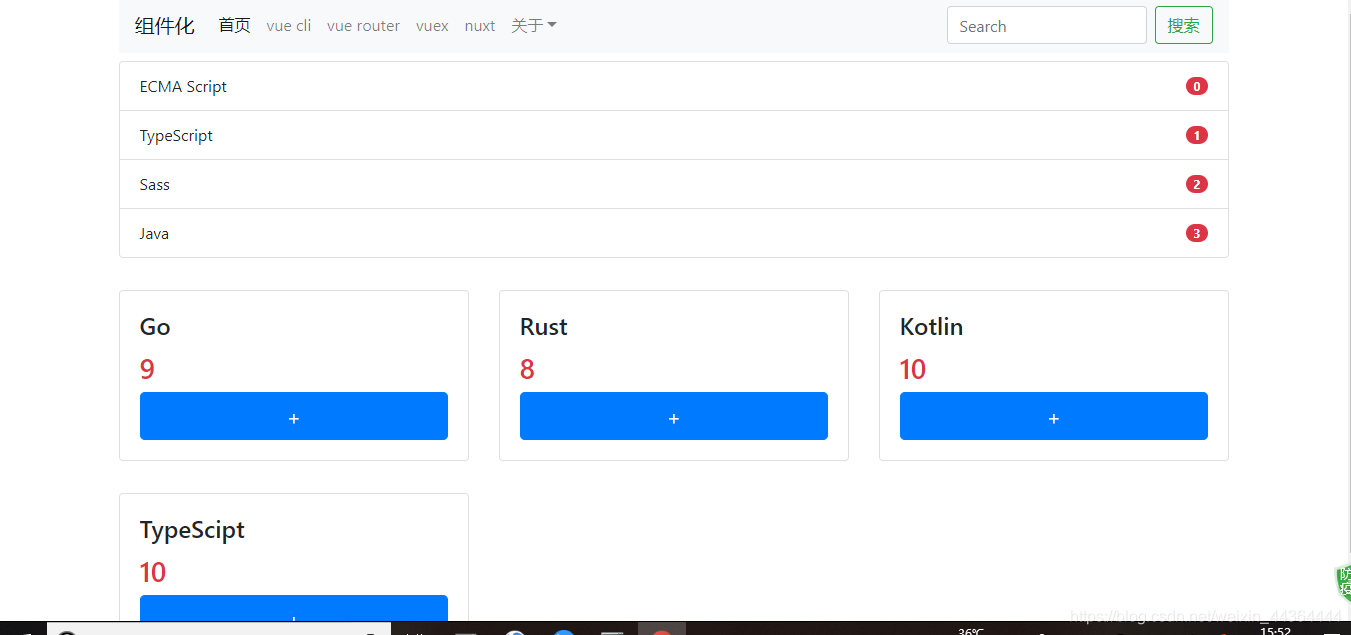 组件化 首页 vue cli vue router vuex nuxt 关于 Search 搜索
ECMA Script 0
TypeScript 1
Sass 2
Java 3
Go Rust Kotlin
9 8 10
+ + +
TypeScipt
10
+
防
疫
https://blog.csdn.net/weixin_44364444
36℃ 15:52